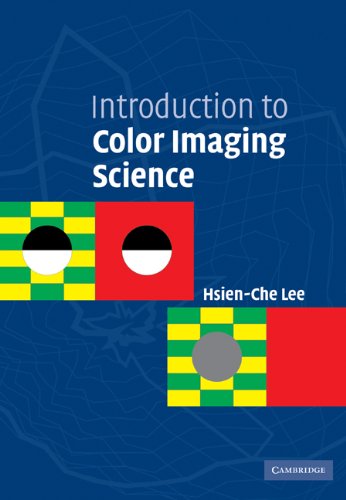 Introduction to
Color Imaging
Science
Hsien-Che Lee
CAMBRIDGE